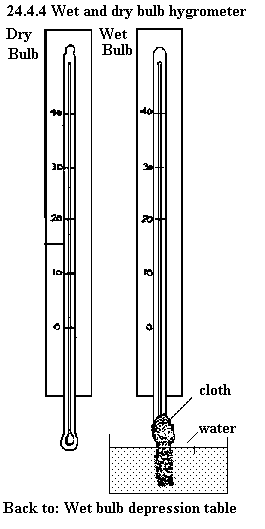 24.4.4 Wet and dry bulb hygrometer
Dry Bulb
Wet Bulb
40
30
20
10
0
40
30
20
10
0
cloth
water
Back to: Wet bulb depression table